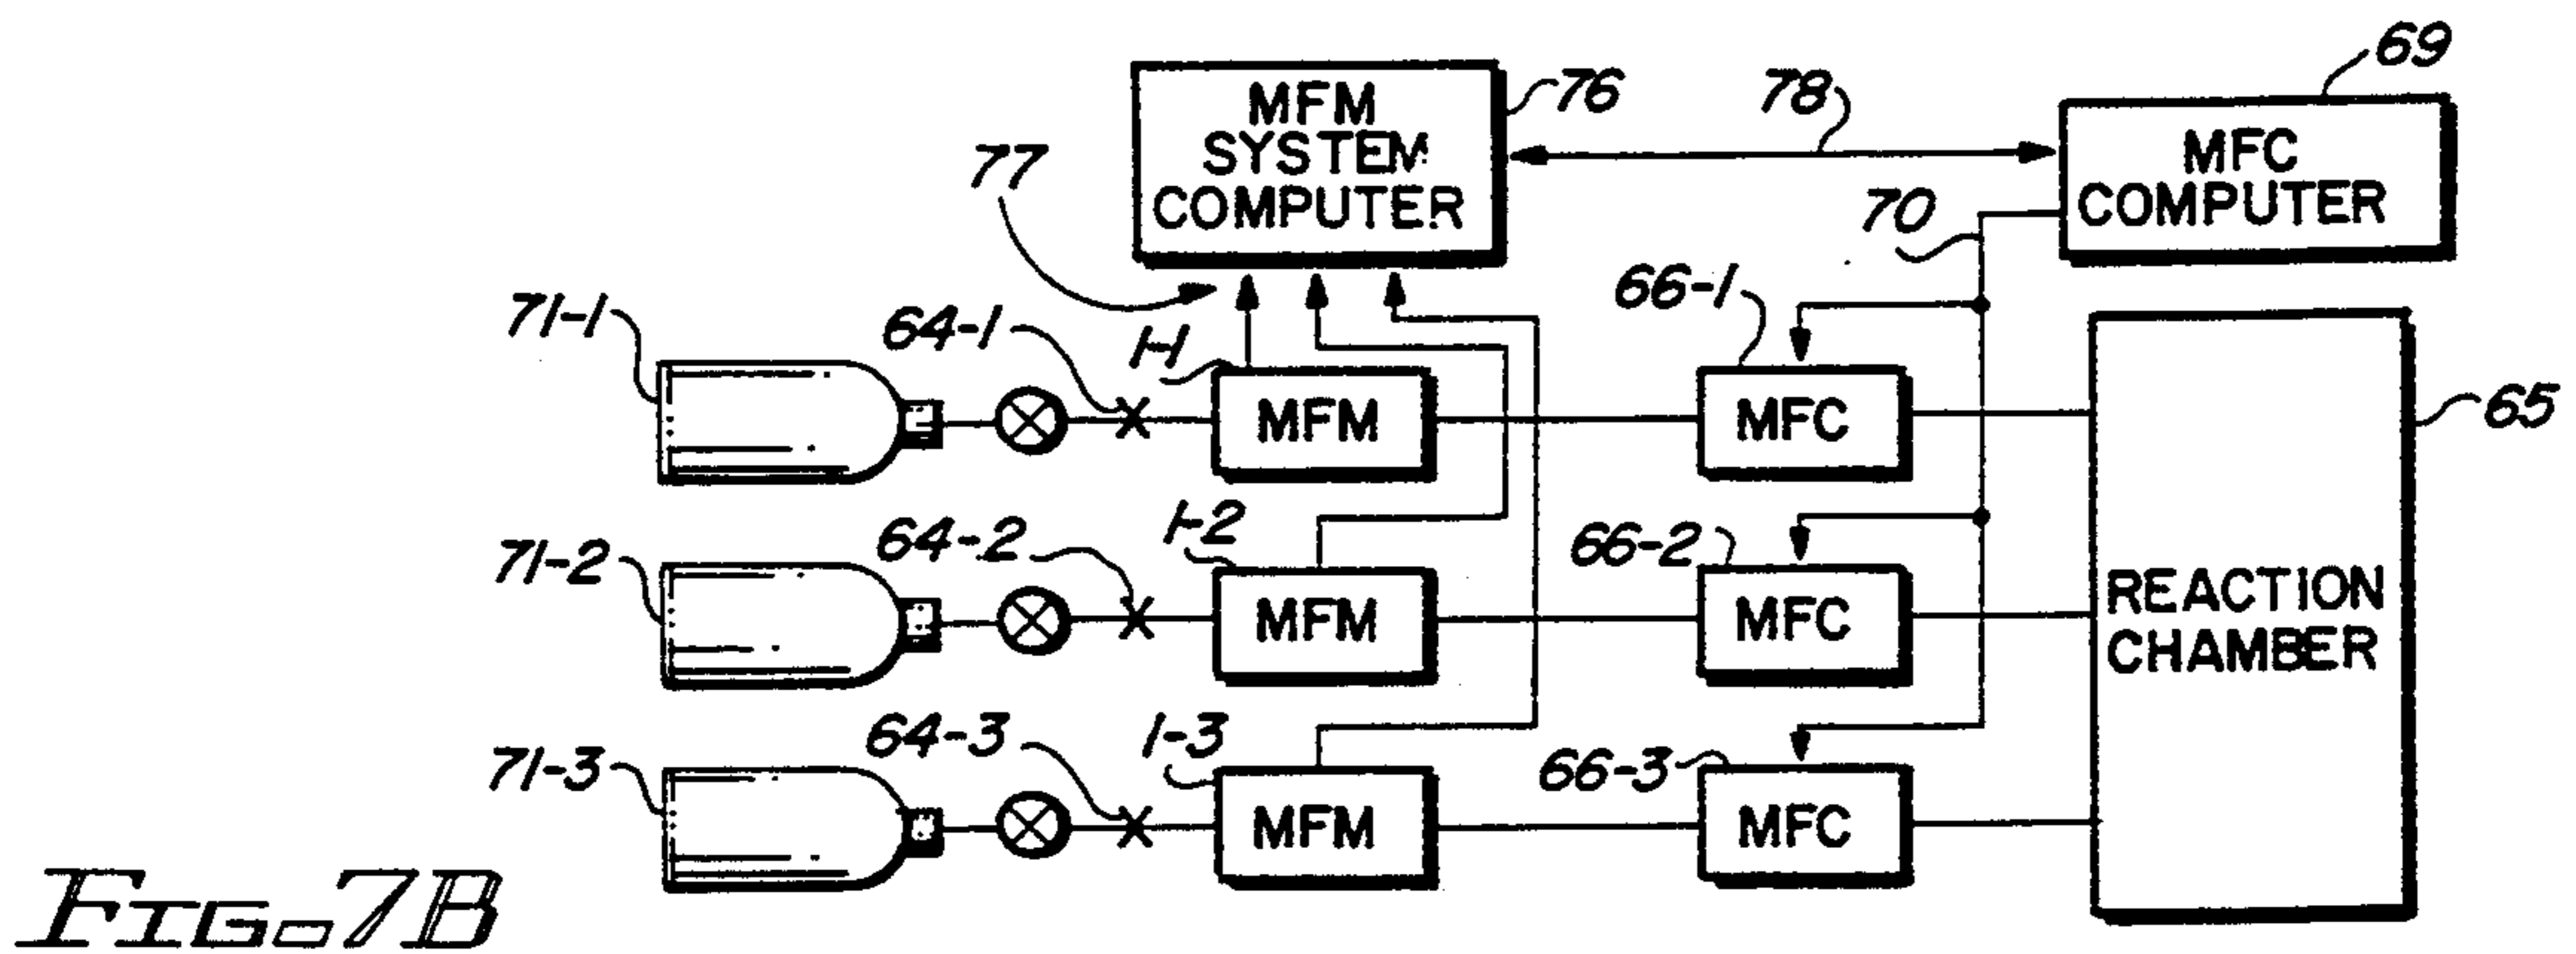 69
MFM
SYSTEM
COMPUTER
76
78
MFC
COMPUTER
77
70
71-1
64-1
1-1
66-1
MFM
MFC
65
71-2
64-2
1-2
66-2
MFM
MFC
REACTION
CHAMBER
71-3
64-3
1-3
66-3
MFM
MFC
FIG. 7B